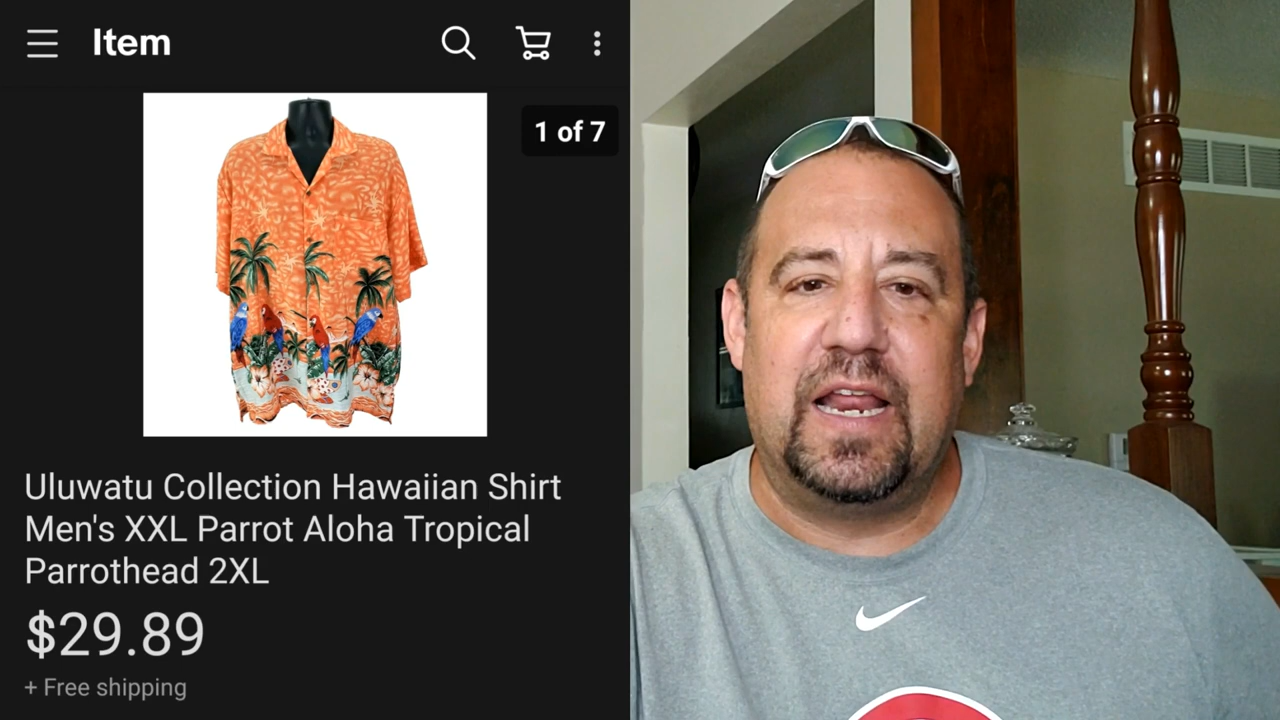 Item
1 of 7
Uluwatu Collection Hawaiian Shirt
Men's XXL Parrot Aloha Tropical
Parrothead 2XL
$29.89
+ Free shipping